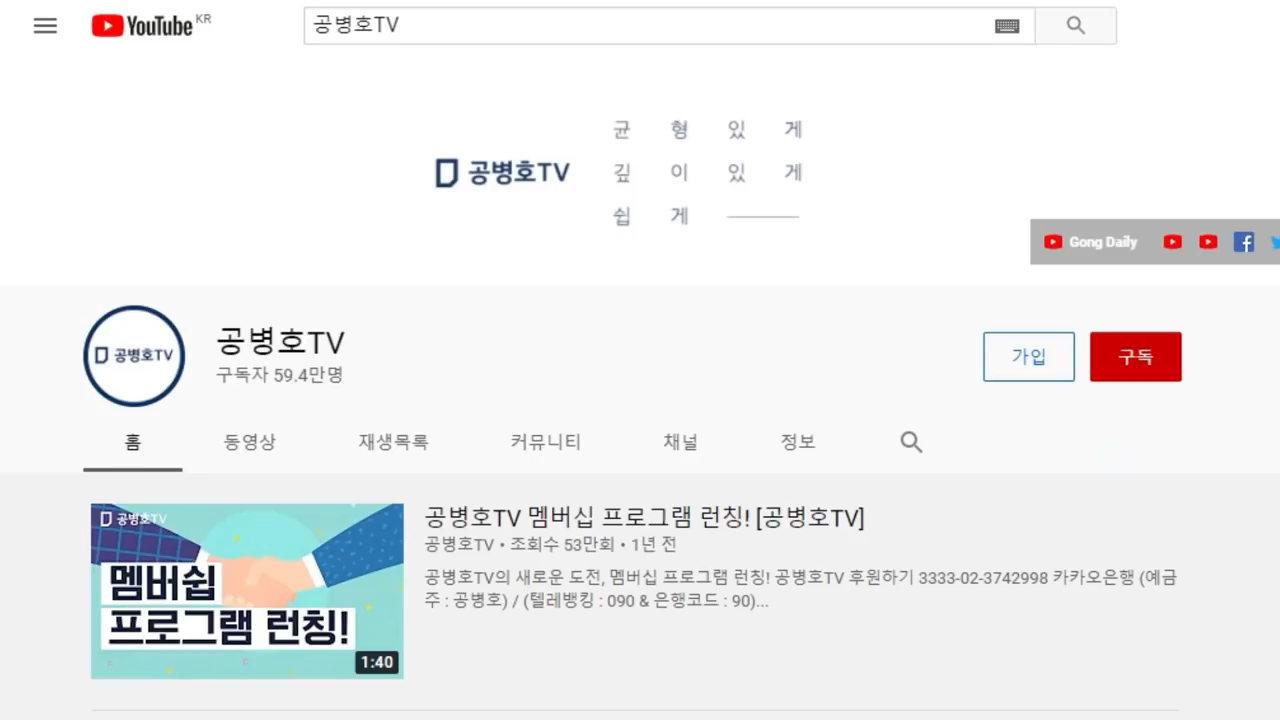 YouTube KR
공병호TV
공병호TV
균형있게
깊이있게
쉽게
Gong Daily
공병호TV
공병호TV
구독자 59.4만명
가입
구독
홈
동영상
재생목록
커뮤니티
채널
정보
공병호TV
멤버쉽
프로그램 런칭!
1:40
공병호TV 멤버십 프로그램 런칭! [공병호TV]
공병호TV • 조회수 53만회 • 1년 전
공병호TV의 새로운 도전, 멤버십 프로그램 런칭! 공병호TV 후원하기 3333-02-3742998 카카오은행 (예금
주 : 공병호) / (텔레뱅킹 : 090 & 은행코드 : 90)...